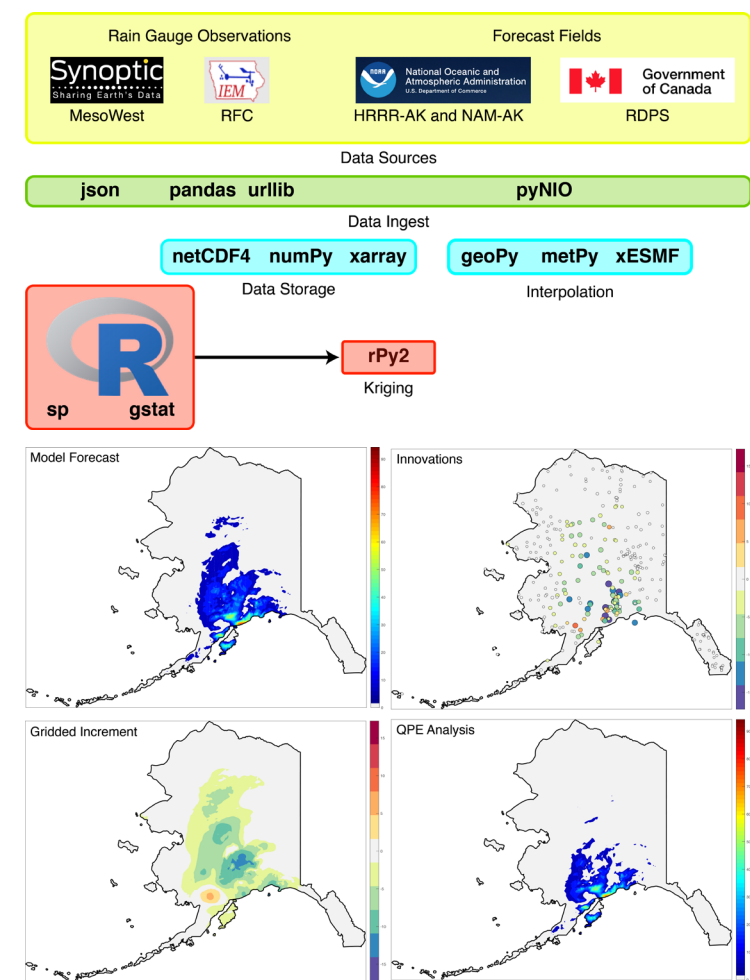 Rain Gauge Observations
Forecast Fields
Synoptic
Sharing Earth's Data
IEM
NOAA
National Oceanic and
Atmospheric Administration
U.S. Department of Commerce
Government
of Canada
MesoWest
RFC
HRRR-AK and NAM-AK
RDPS
Data Sources
json pandas urllib pyNIO
Data Ingest
netCDF4 numPy xarray
geoPy metPy xESMF
Data Storage
Interpolation
R
sp gstat
rPy2
Kriging
Model Forecast
Innovations
Gridded Increment
QPE Analysis